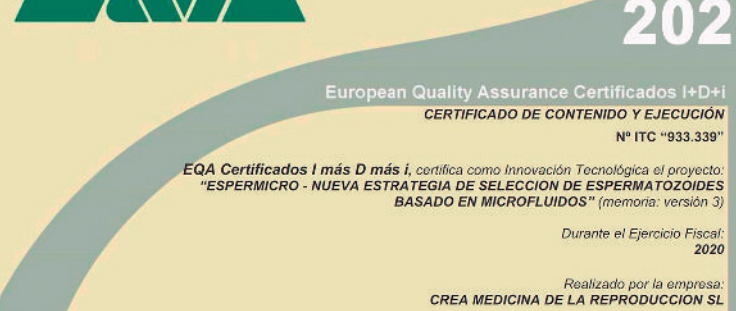 202
European Quality Assurance Certificados I+D+i
CERTIFICADO DE CONTENIDO Y EJECUCIÓN
Nº ITC “933.339”
EQA Certificados I más D más i, certifica como Innovación Tecnológica el proyecto:
“ESPERMICRO - NUEVA ESTRATEGIA DE SELECCION DE ESPERMATOZOIDES
BASADO EN MICROFLUIDOS” (memoria: versión 3)
Durante el Ejercicio Fiscal:
2020
Realizado por la empresa:
CREA MEDICINA DE LA REPRODUCCION SL